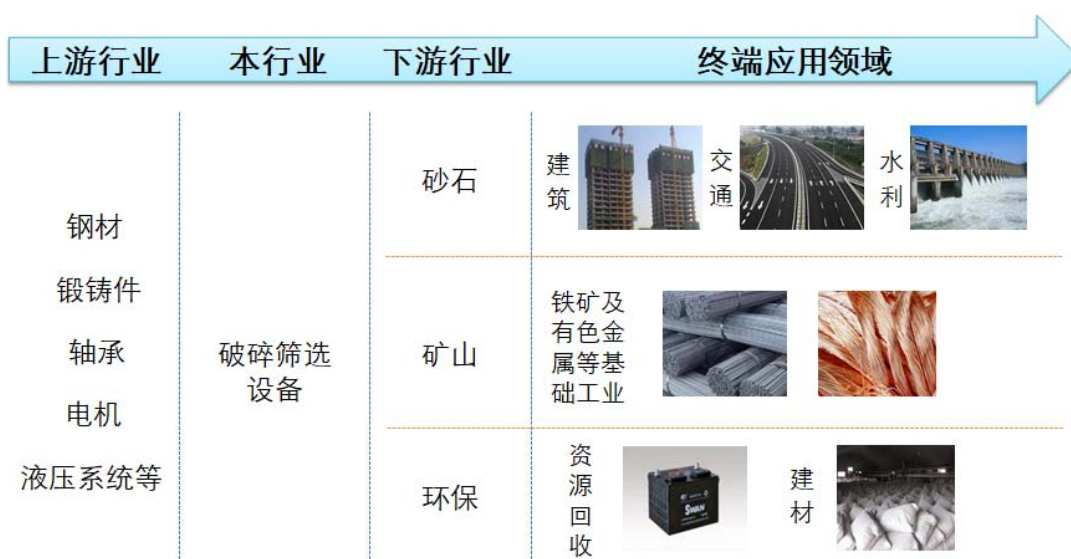 上游行业
本行业
下游行业
终端应用领域
钢材
锻铸件
轴承
电机
液压系统等
破碎筛选
设备
砂石
建筑
交通
水利
矿山
铁矿及
有色金
属等基
础工业
环保
资源回收
SWAN
建材